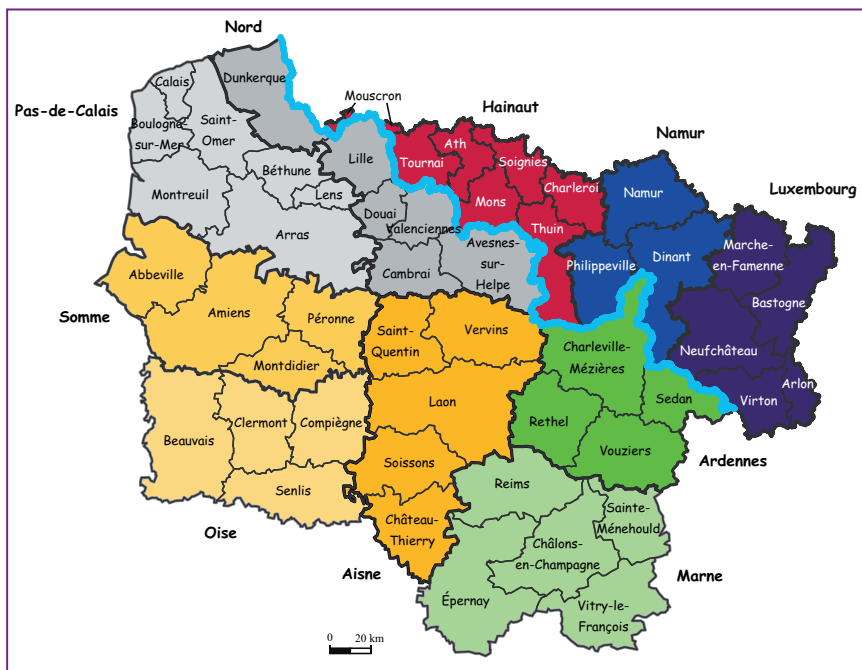 Nord
Calais
Dunkerque
Pas-de-Calais
Mouscron
Hainaut
Boulogne-
sur-Mer
Saint-
Omer
Lille
Tournai
Ath
Soignies
Namur
Béthune
Charleroi
Namur
Luxembourg
Montreuil
Lens
Douai
Mons
Valenciennes
Thuin
Arras
Avesnes-
sur-
Helpe
Philippeville
Dinant
Marche-
en-Famenne
Abbeville
Cambrai
Bastogne
Somme
Amiens
Péronne
Saint-
Quentin
Vervins
Charleville-
Mézières
Neufchâteau
Montdidier
Arlon
Laon
Sedan
Virton
Beauvais
Clermont
Compiègne
Rethel
Vouziers
Soissons
Ardennes
Senlis
Reims
Oise
Château-
Thierry
Sainte-
Ménehould
Châlons-
en-Champagne
Aisne
Marne
Épernay
Vitry-le-
François
0 20 km